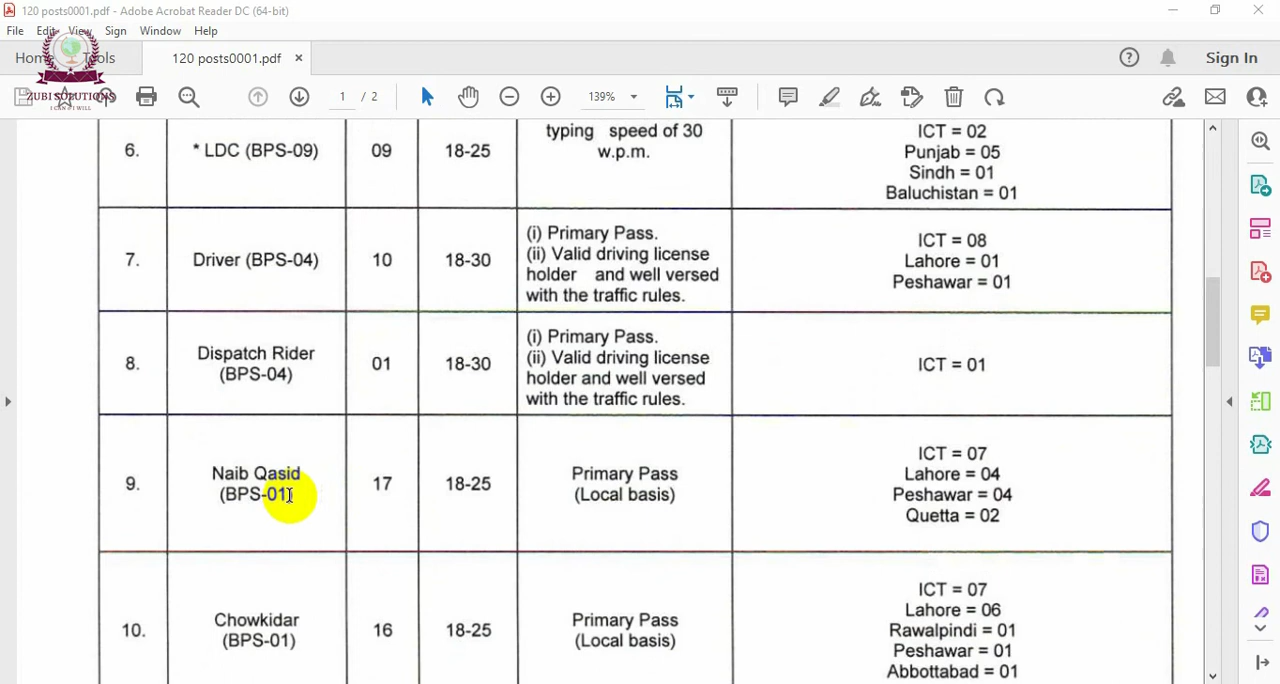 120 posts0001.pdf - Adobe Acrobat Reader DC (64-bit)
File Edit View Sign Window Help
Home Tools 120 posts0001.pdf × Sign In
ZUBI SOLUTIONS
I CAN & I WILL
1 / 2 139%
6. * LDC (BPS-09) 09 18-25 typing speed of 30 w.p.m.
ICT = 02
Punjab = 05
Sindh = 01
Baluchistan = 01
7. Driver (BPS-04) 10 18-30
(i) Primary Pass.
(ii) Valid driving license
holder and well versed
with the traffic rules.
ICT = 08
Lahore = 01
Peshawar = 01
8. Dispatch Rider
(BPS-04)
01 18-30
(i) Primary Pass.
(ii) Valid driving license
holder and well versed
with the traffic rules.
ICT = 01
9. Naib Qasid
(BPS-01)
17 18-25
Primary Pass
(Local basis)
ICT = 07
Lahore = 04
Peshawar = 04
Quetta = 02
10. Chowkidar
(BPS-01)
16 18-25
Primary Pass
(Local basis)
ICT = 07
Lahore = 06
Rawalpindi = 01
Peshawar = 01
Abbottabad = 01